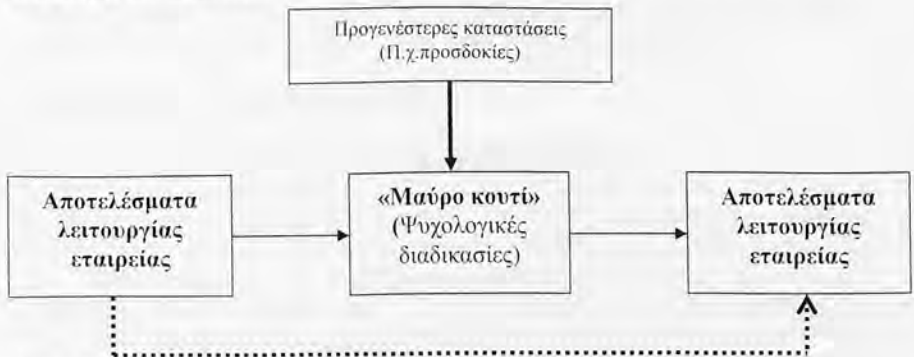 Προγενέστερες καταστάσεις
(Π.χ.προσδοκίες)
Αποτελέσματα
λειτουργίας
εταιρείας
«Μαύρο κουτί»
(Ψυχολογικές
διαδικασίες)
Αποτελέσματα
λειτουργίας
εταιρείας